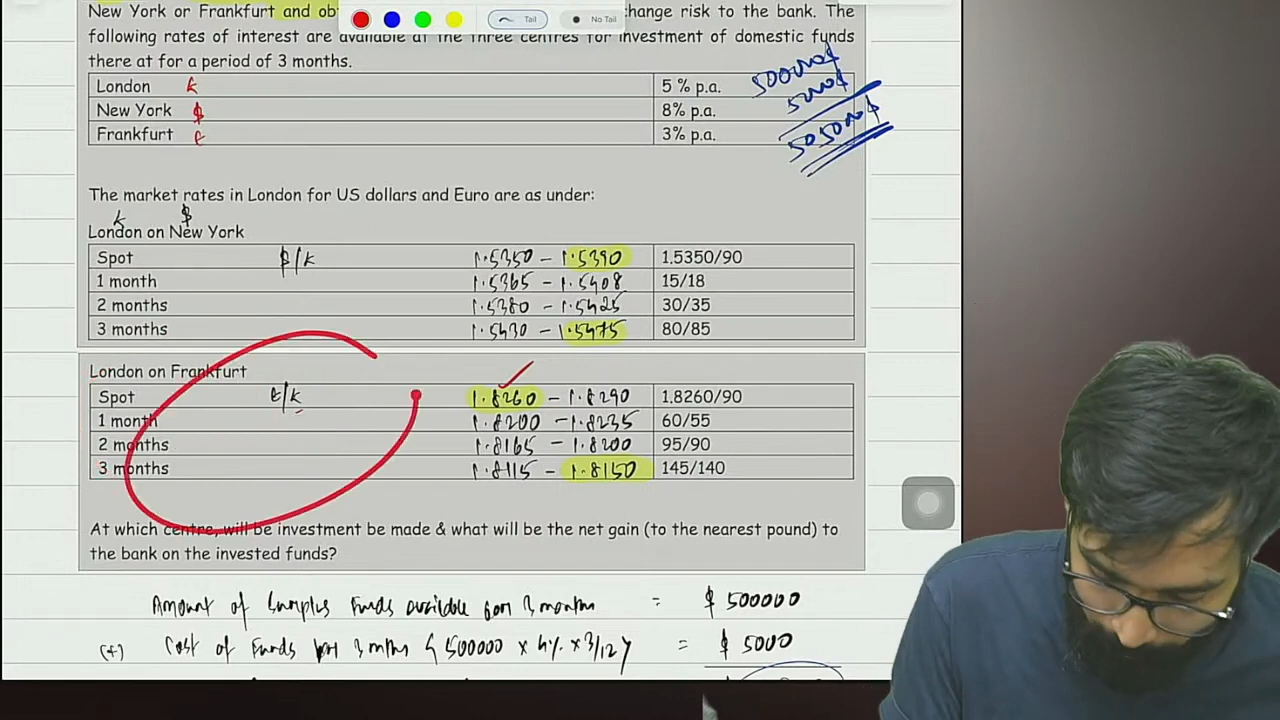 New York or Frankfurt and ob
change risk to the bank. The
Tail
No Tail
following rates of interest are available at the three centres for investment of domestic funds
there at for a period of 3 months.
London £ 5 % p.a.
New York $ 8% p.a.
Frankfurt € 3% p.a.
500000$
5000$
505000$
The market rates in London for US dollars and Euro are as under:
£ $
London on New York
Spot $/£ 1.5350 - 1.5390 1.5350/90
1 month 1.5365 - 1.5408 15/18
2 months 1.5380 - 1.5425 30/35
3 months 1.5430 - 1.5475 80/85
London on Frankfurt
Spot €/£ 1.8260 - 1.8290 1.8260/90
1 month 1.8200 - 1.8235 60/55
2 months 1.8165 - 1.8200 95/90
3 months 1.8115 - 1.8150 145/140
At which centre, will be investment be made & what will be the net gain (to the nearest pound) to
the bank on the invested funds?
Amount of Surplus funds available for 3 months = $ 500000
(+) Cost of Funds for 3 mths { 500000 × 4% × 3/12 } = $ 5000